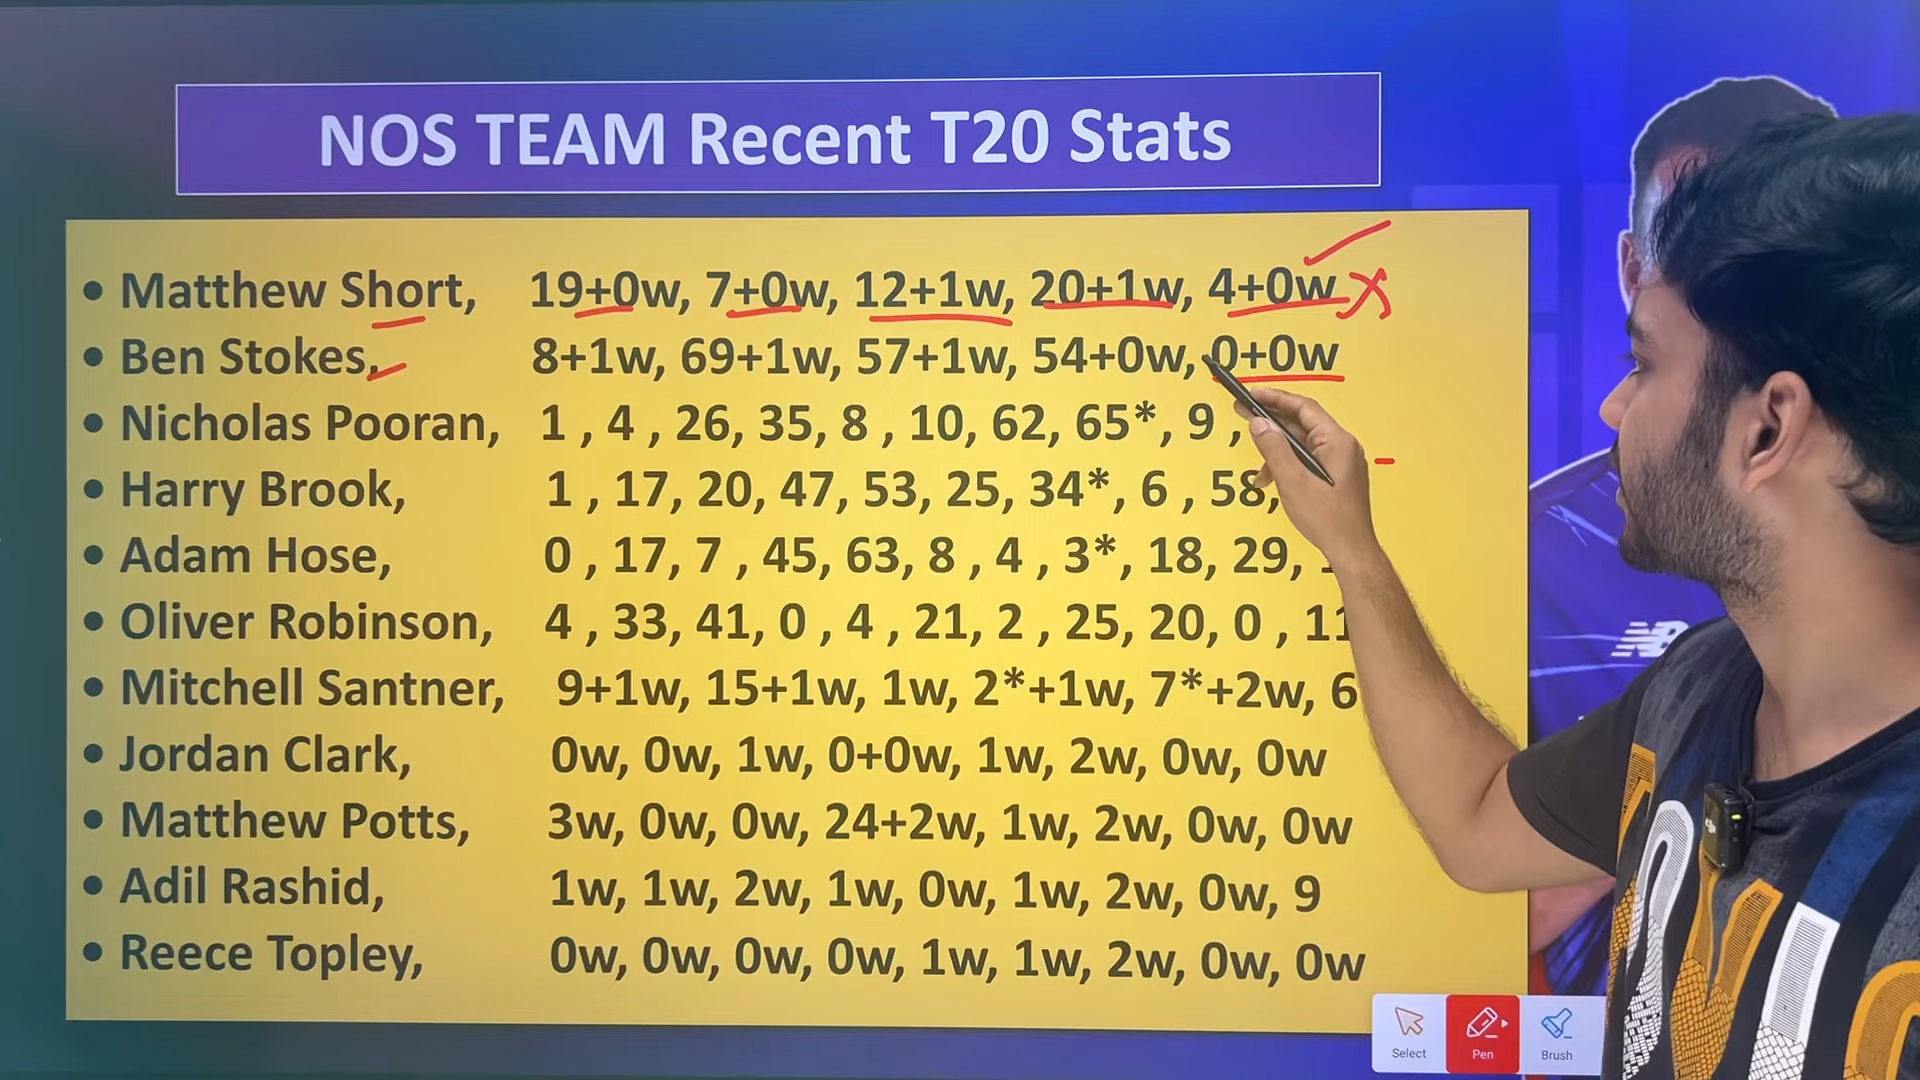 NOS TEAM Recent T20 Stats
• Matthew Short, 19+0w, 7+0w, 12+1w, 20+1w, 4+0w
• Ben Stokes, 8+1w, 69+1w, 57+1w, 54+0w, 0+0w
• Nicholas Pooran, 1 , 4 , 26, 35, 8 , 10, 62, 65*, 9 ,
• Harry Brook, 1 , 17, 20, 47, 53, 25, 34*, 6 , 58,
• Adam Hose, 0 , 17, 7 , 45, 63, 8 , 4 , 3*, 18, 29,
• Oliver Robinson, 4 , 33, 41, 0 , 4 , 21, 2 , 25, 20, 0 , 11
• Mitchell Santner, 9+1w, 15+1w, 1w, 2*+1w, 7*+2w, 6
• Jordan Clark, 0w, 0w, 1w, 0+0w, 1w, 2w, 0w, 0w
• Matthew Potts, 3w, 0w, 0w, 24+2w, 1w, 2w, 0w, 0w
• Adil Rashid, 1w, 1w, 2w, 1w, 0w, 1w, 2w, 0w, 9
• Reece Topley, 0w, 0w, 0w, 0w, 1w, 1w, 2w, 0w, 0w
Select Pen Brush